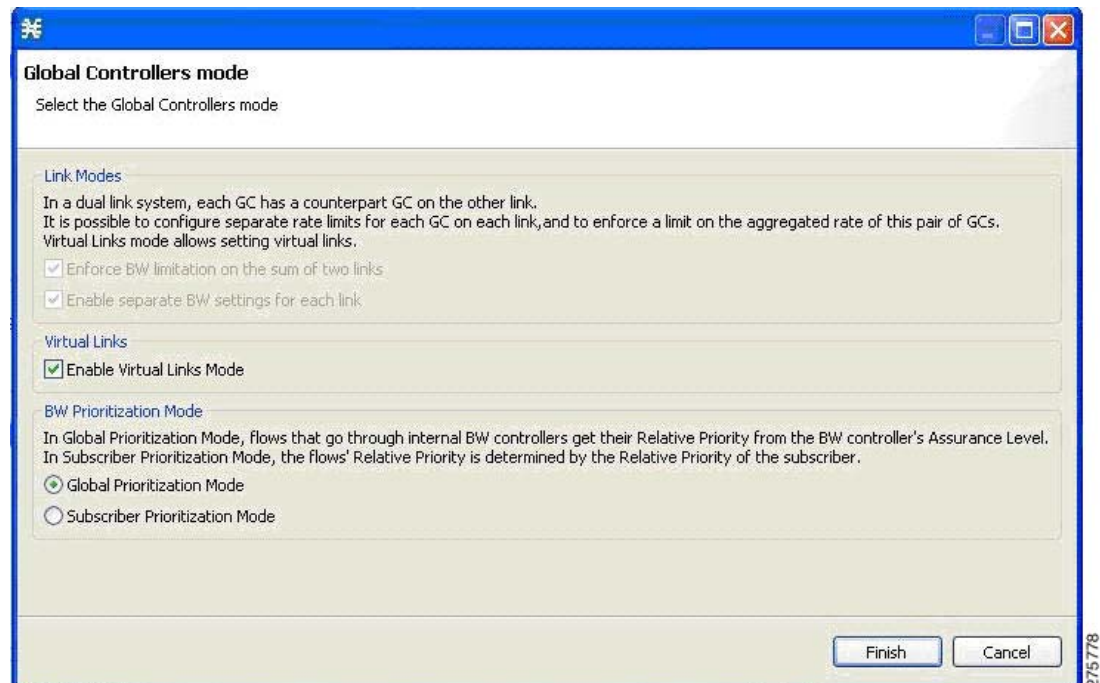 Global Controllers mode
Select the Global Controllers mode
Link Modes
In a dual link system, each GC has a counterpart GC on the other link.
It is possible to configure separate rate limits for each GC on each link,and to enforce a limit on the aggregated rate of this pair of GCs.
Virtual Links mode allows setting virtual links.
Enforce BW limitation on the sum of two links
Enable separate BW settings for each link
Virtual Links
Enable Virtual Links Mode
BW Prioritization Mode
In Global Prioritization Mode, flows that go through internal BW controllers get their Relative Priority from the BW controller's Assurance Level.
In Subscriber Prioritization Mode, the flows' Relative Priority is determined by the Relative Priority of the subscriber.
Global Prioritization Mode
Subscriber Prioritization Mode
Finish
Cancel
275778